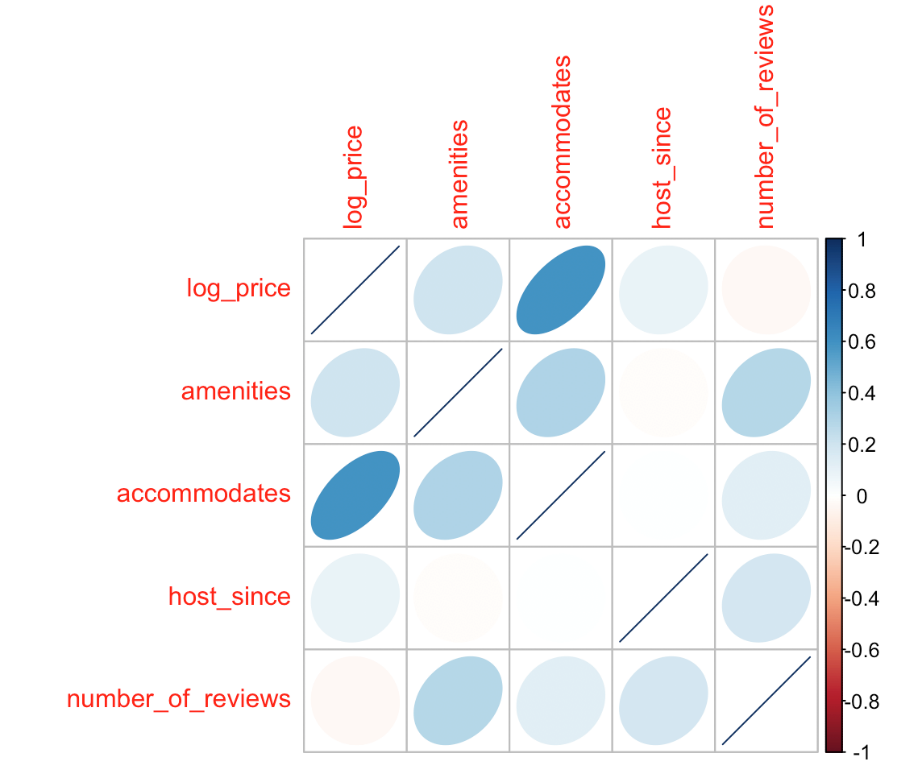 log_price
amenities
accommodates
host_since
number_of_reviews
log_price
amenities
accommodates
host_since
number_of_reviews
1
0.8
0.6
0.4
0.2
0
-0.2
-0.4
-0.6
-0.8
-1